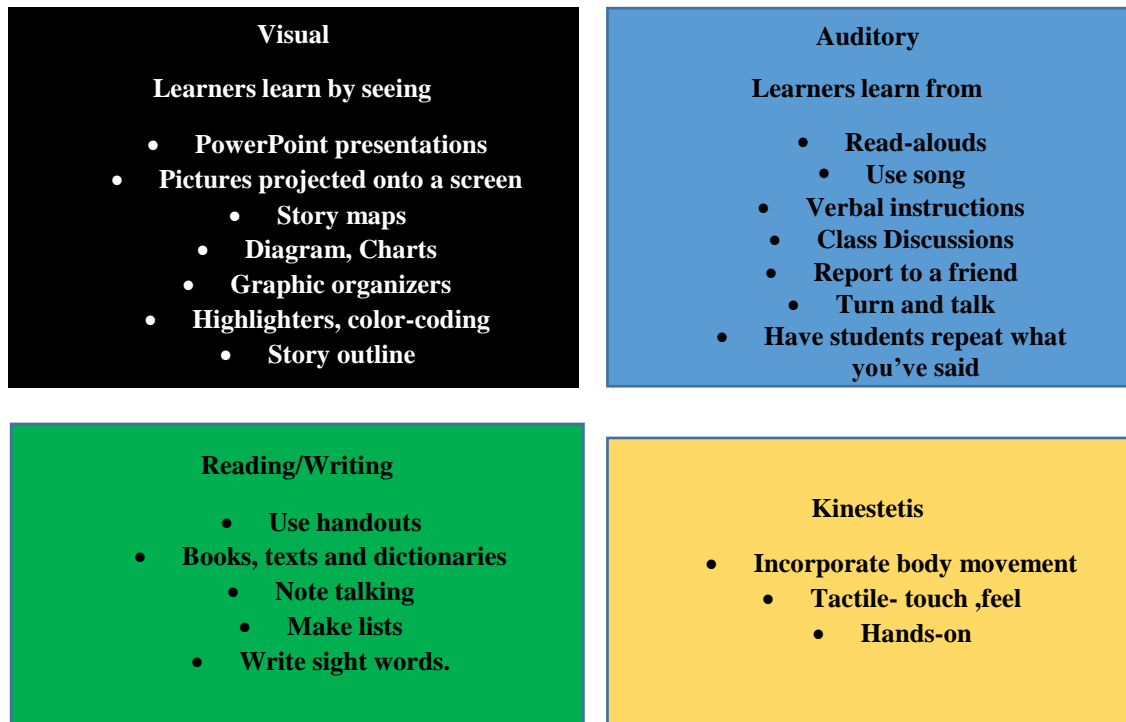 Visual
Learners learn by seeing
• PowerPoint presentations
• Pictures projected onto a screen
• Story maps
• Diagram, Charts
• Graphic organizers
• Highlighters, color-coding
• Story outline
Auditory
Learners learn from
• Read-alouds
• Use song
• Verbal instructions
• Class Discussions
• Report to a friend
• Turn and talk
• Have students repeat what
you've said
Reading/Writing
• Use handouts
• Books, texts and dictionaries
• Note talking
• Make lists
• Write sight words.
Kinestetis
• Incorporate body movement
• Tactile- touch ,feel
• Hands-on